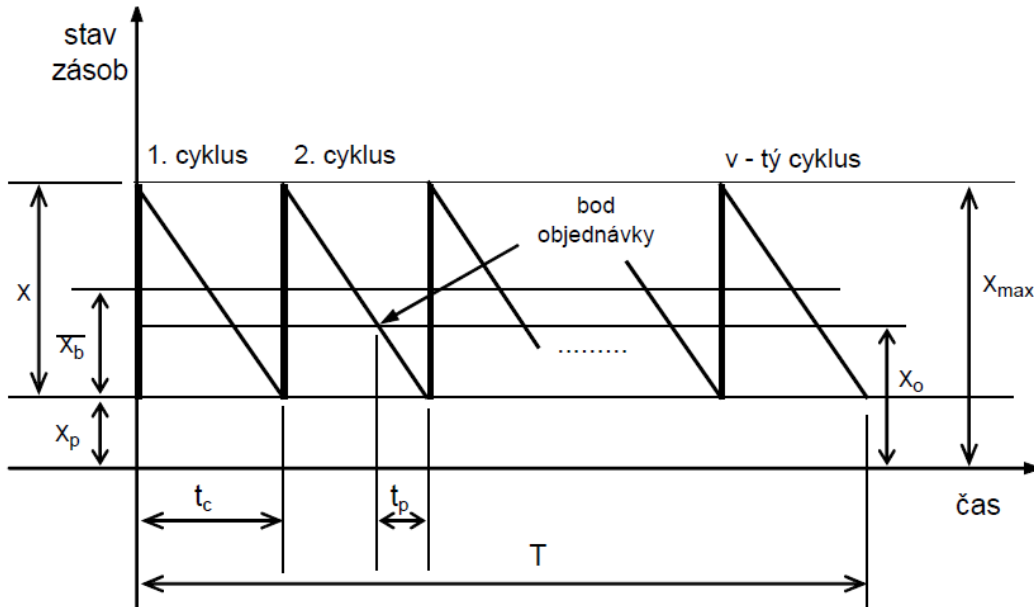 stav
zásob
1. cyklus
2. cyklus
v - tý cyklus
bod
objednávky
x
x_b
x_p
.........
x_max
x_o
t_c
t_p
čas
T